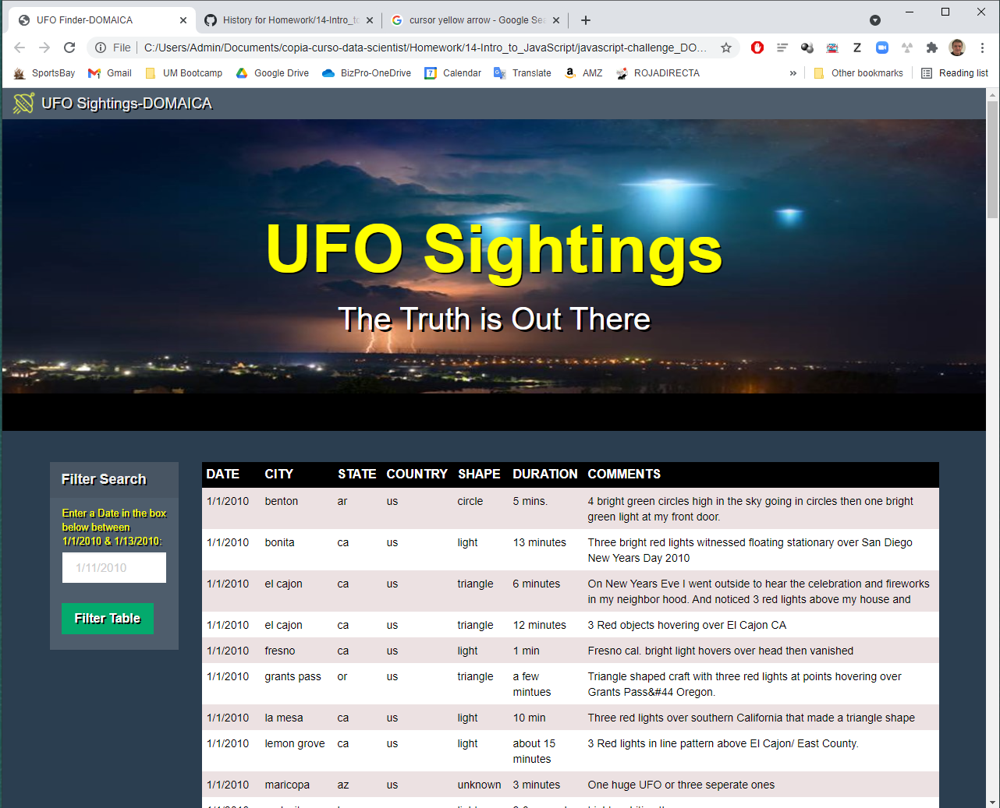 UFO Finder-DOMAICA
History for Homework/14-Intro_to
cursor yellow arrow - Google Sea
File
C:/Users/Admin/Documents/copia-curso-data-scientist/Homework/14-Intro_to_JavaScript/javascript-challenge_DO...
SportsBay
Gmail
UM Bootcamp
Google Drive
BizPro-OneDrive
Calendar
Translate
AMZ
ROJADIRECTA
»
Other bookmarks
Reading list
UFO Sightings-DOMAICA
UFO Sightings
The Truth is Out There
Filter Search
Enter a Date in the box
below between
1/1/2010 & 1/13/2010:
1/11/2010
Filter Table
DATE CITY STATE COUNTRY SHAPE DURATION COMMENTS
1/1/2010 benton ar us circle 5 mins. 4 bright green circles high in the sky going in circles then one bright
green light at my front door.
1/1/2010 bonita ca us light 13 minutes Three bright red lights witnessed floating stationary over San Diego
New Years Day 2010
1/1/2010 el cajon ca us triangle 6 minutes On New Years Eve I went outside to hear the celebration and fireworks
in my neighbor hood. And noticed 3 red lights above my house and
1/1/2010 el cajon ca us triangle 12 minutes 3 Red objects hovering over El Cajon CA
1/1/2010 fresno ca us light 1 min Fresno cal. bright light hovers over head then vanished
1/1/2010 grants pass or us triangle a few Triangle shaped craft with three red lights at points hovering over
mintues Grants Pass&#44 Oregon.
1/1/2010 la mesa ca us light 10 min Three red lights over southern California that made a triangle shape
1/1/2010 lemon grove ca us light about 15 3 Red lights in line pattern above El Cajon/ East County.
minutes
1/1/2010 maricopa az us unknown 3 minutes One huge UFO or three seperate ones